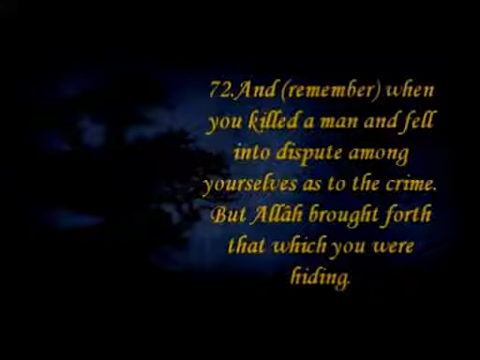 72.And (remember) when
you killed a man and fell
into dispute among
yourselves as to the crime.
But Allâh brought forth
that which you were
hiding.